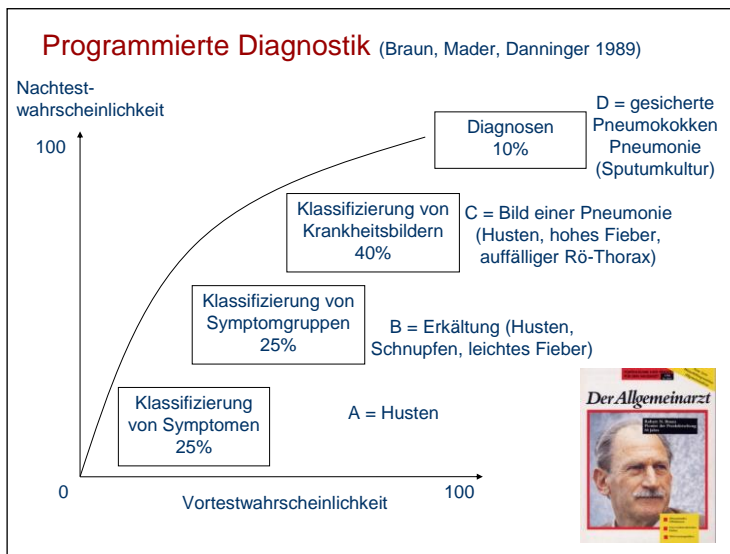 Programmierte Diagnostik (Braun, Mader, Danninger 1989)
Nachtest-
wahrscheinlichkeit
100
Diagnosen
10%
D = gesicherte
Pneumokokken
Pneumonie
(Sputumkultur)
Klassifizierung von
Krankheitsbildern
40%
C = Bild einer Pneumonie
(Husten, hohes Fieber,
auffälliger Rö-Thorax)
Klassifizierung von
Symptomgruppen
25%
B = Erkältung (Husten,
Schnupfen, leichtes Fieber)
Klassifizierung
von Symptomen
25%
A = Husten
0
Vortestwahrscheinlichkeit
100
Der Allgemeinarzt